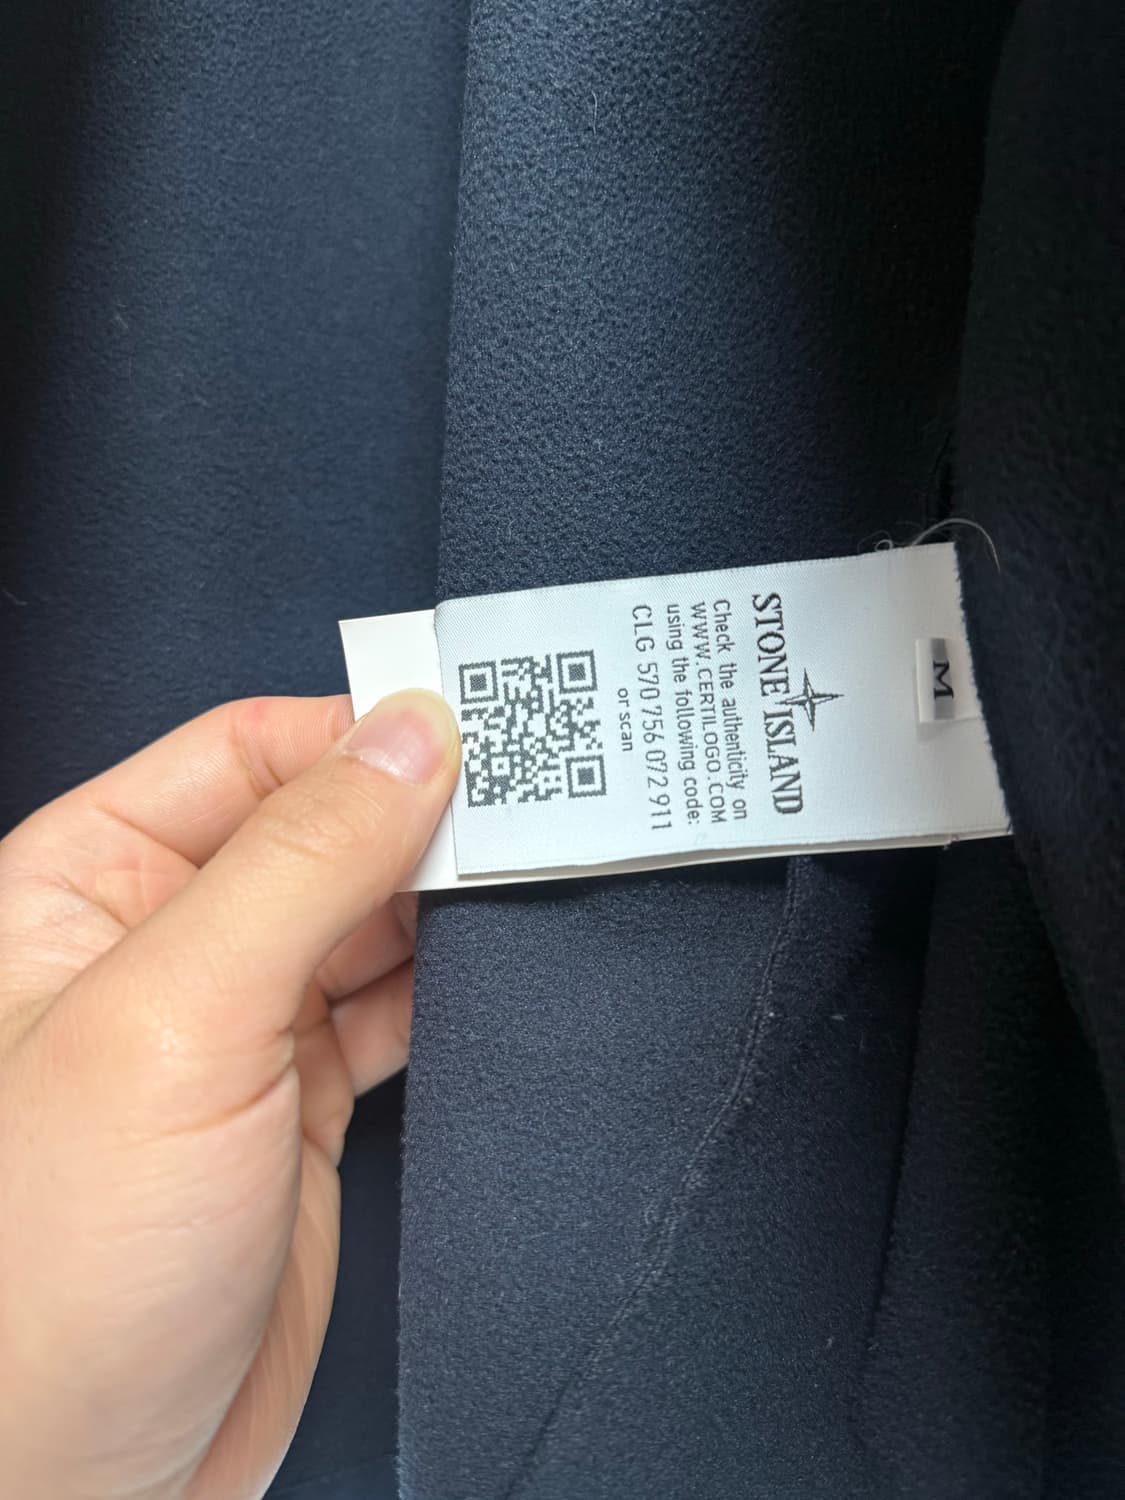 M
STONE ISLAND
Check the authenticity on
WWW.CERTILOGO.COM
using the following code:
CLG 570 756 072 911
or scan